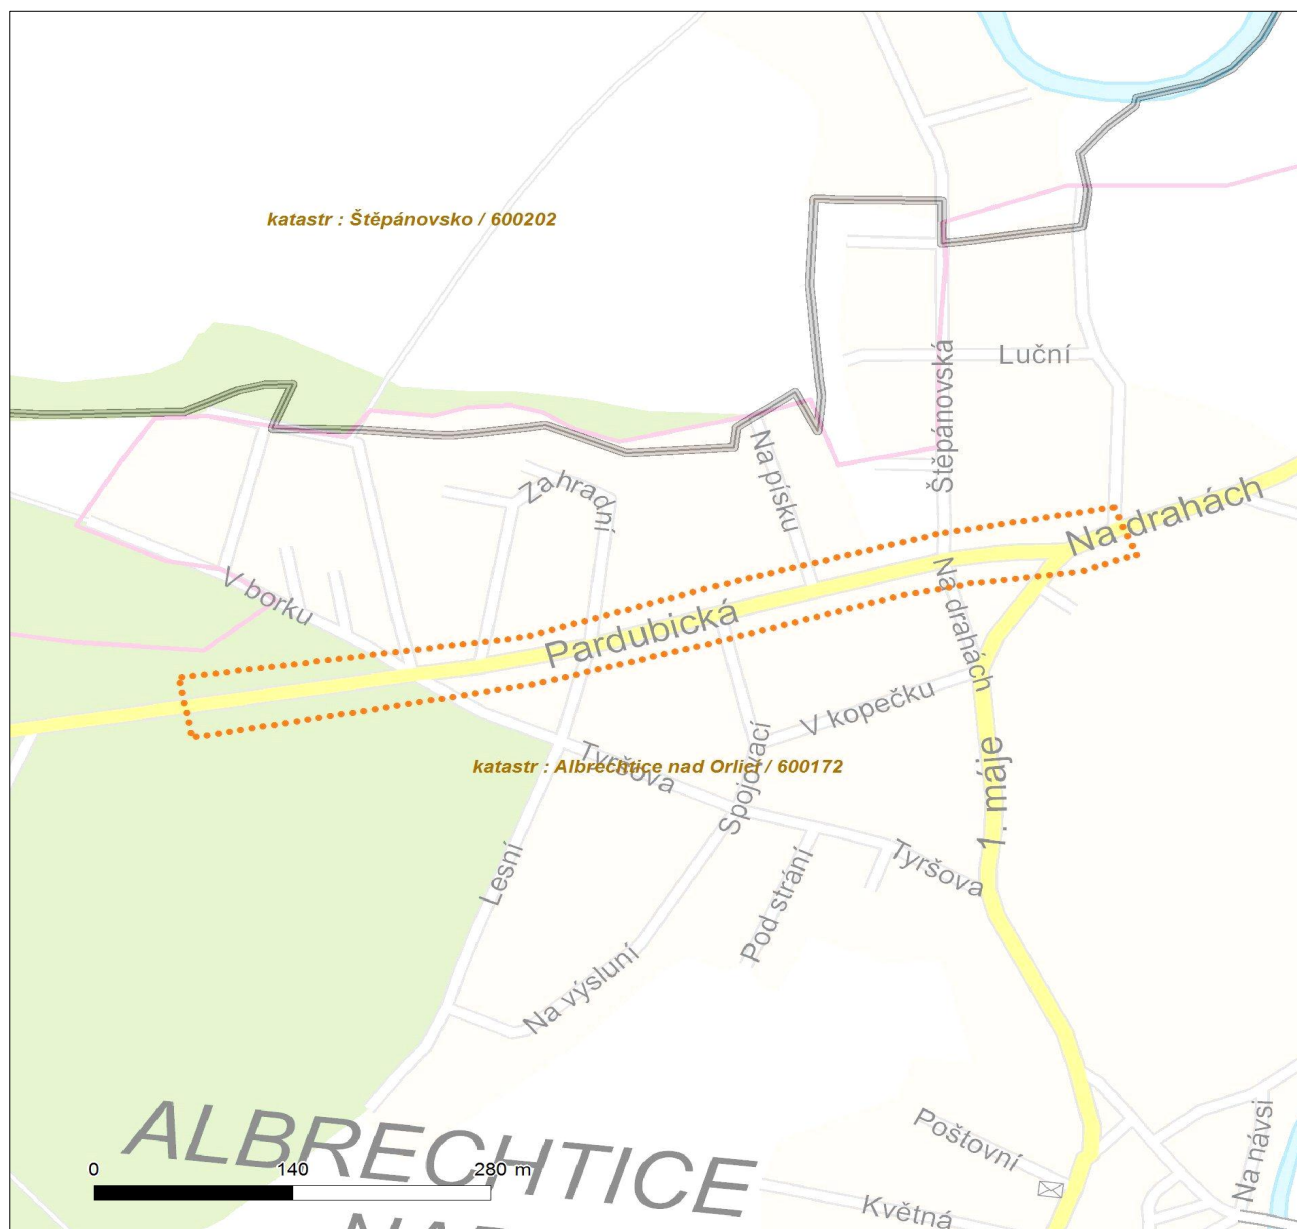 katastr : Štěpánovsko / 600202
Luční
Štěpánovská
Na písku
Zahradní
Na drahách
V borku
Pardubická
Na drahách
V kopečku
Tyršova
katastr : Albrechtice nad Orlicí / 600172
Spojovací
1. máje
Lesní
Pod strání
Tyršova
Na výsluní
ALBRECHTICE
Poštovní
Na návsi
0 140 280 m
Květná